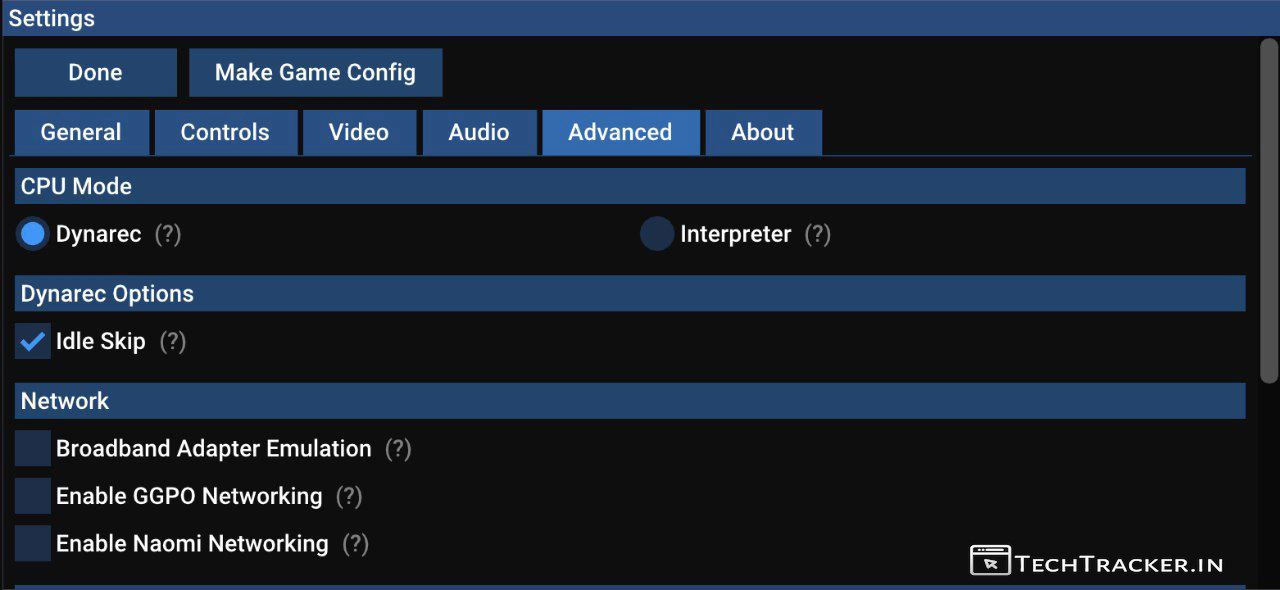 Settings
Done Make Game Config
General Controls Video Audio Advanced About
CPU Mode
Dynarec (?) Interpreter (?)
Dynarec Options
Idle Skip (?)
Network
Broadband Adapter Emulation (?)
Enable GGPO Networking (?)
Enable Naomi Networking (?)
TECHTRACKER.IN